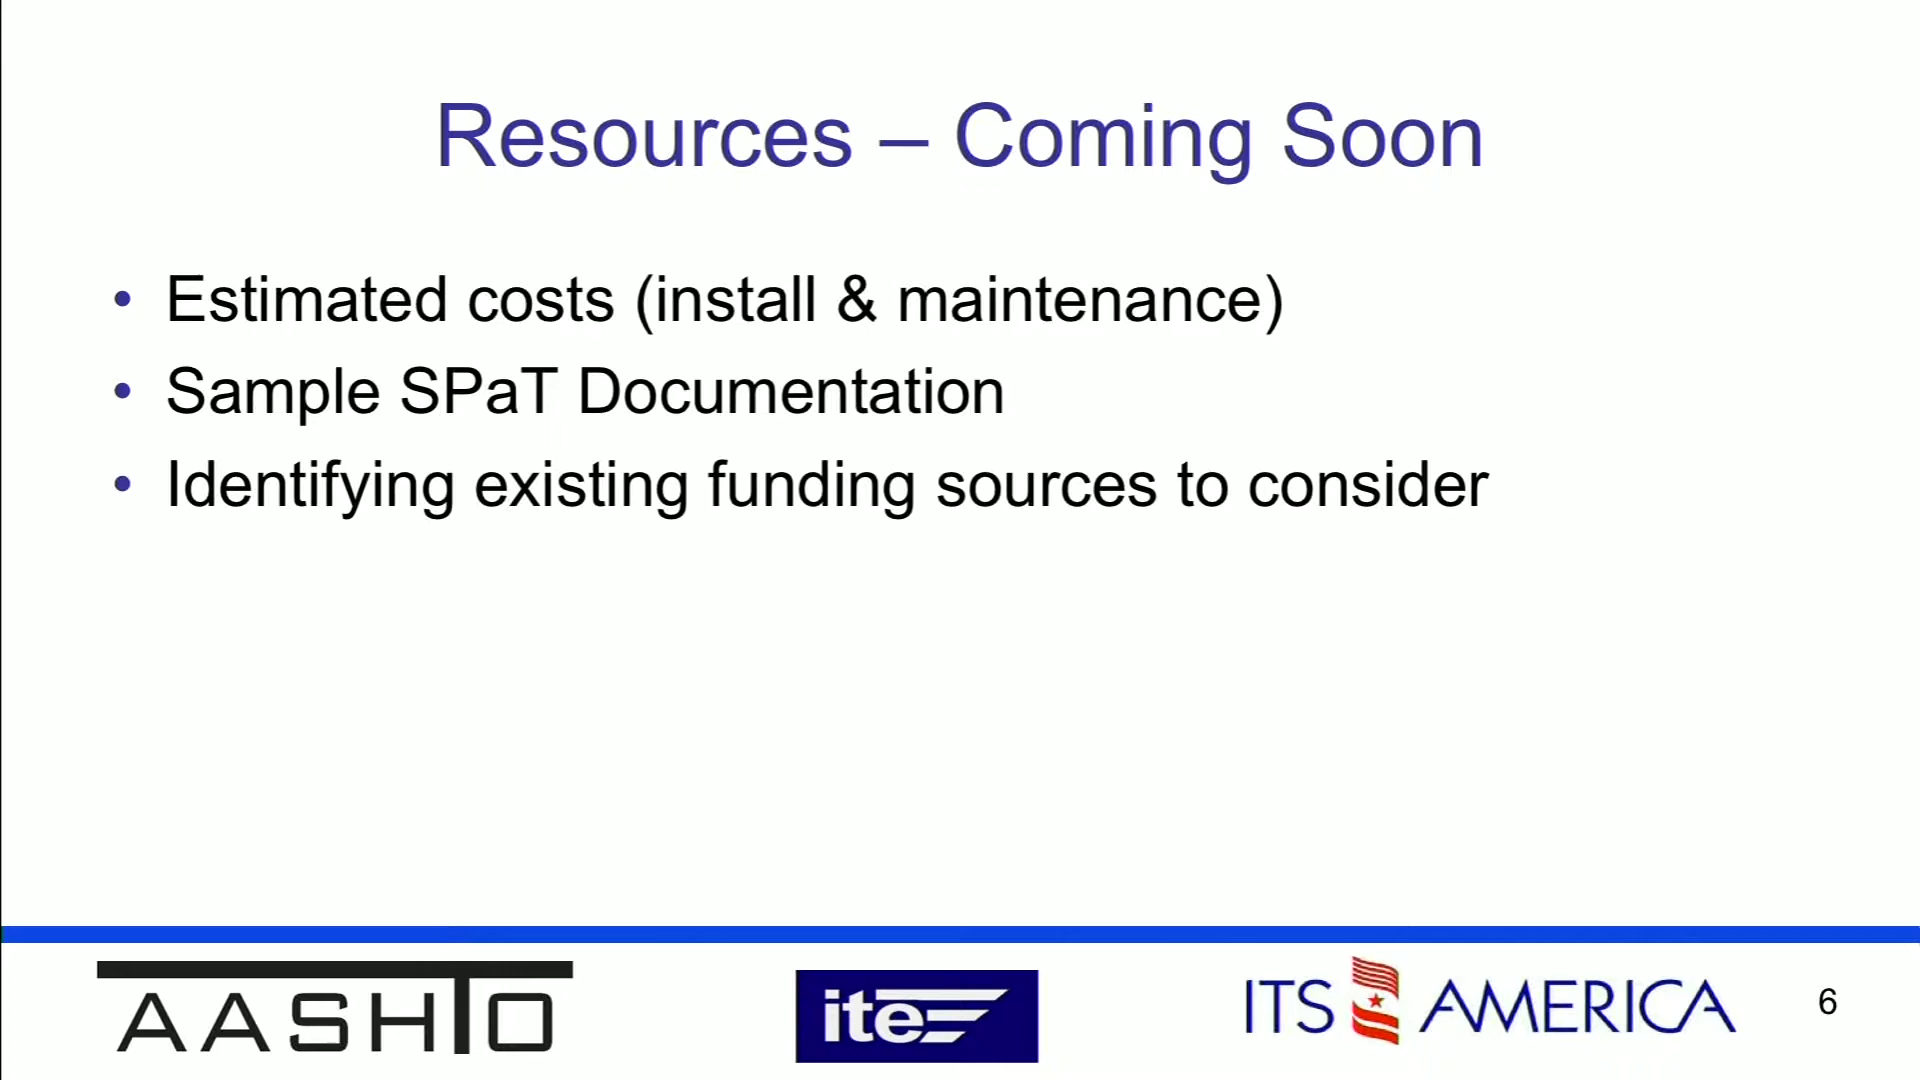 Resources – Coming Soon
• Estimated costs (install & maintenance)
• Sample SPaT Documentation
• Identifying existing funding sources to consider
AASHTO
ite
ITS AMERICA
6